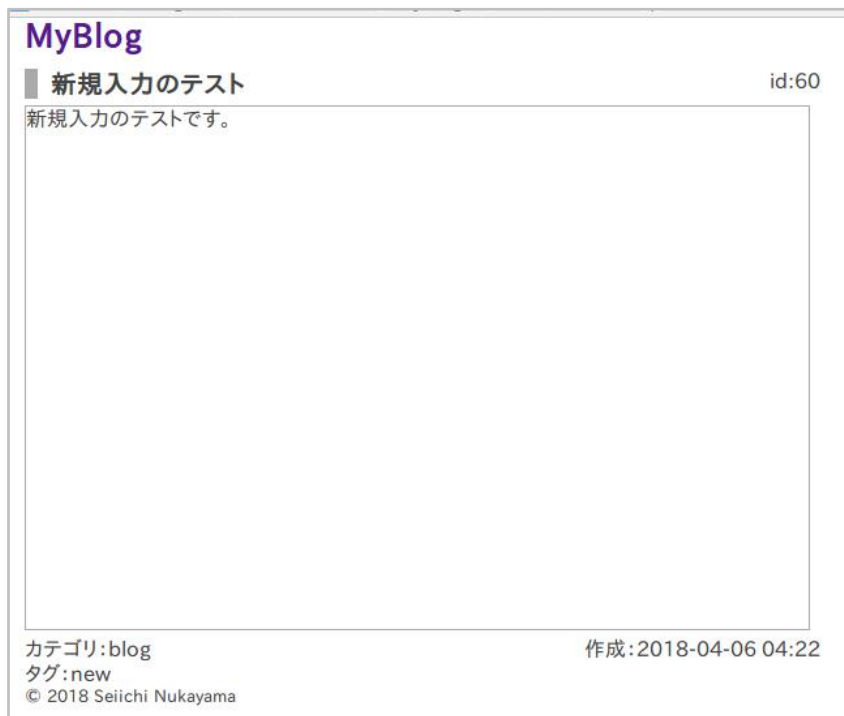 MyBlog
新規入力のテスト id:60
新規入力のテストです。
カテゴリ:blog 作成:2018-04-06 04:22
タグ:new
© 2018 Seiichi Nukayama